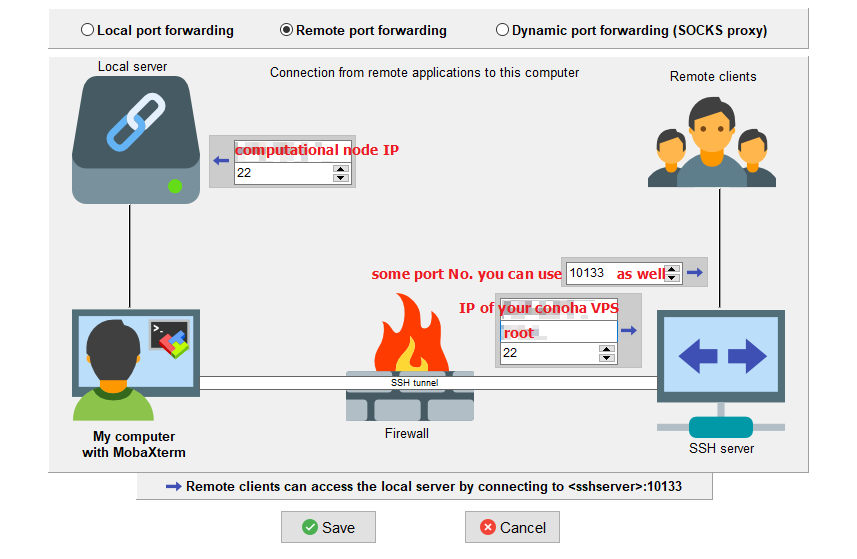 Local port forwarding
Remote port forwarding
Dynamic port forwarding (SOCKS proxy)
Local server
Connection from remote applications to this computer
Remote clients
computational node IP
22
some port No. you can use 10133 as well
IP of your conoha VPS
root
22
>_
SSH tunnel
My computer
with MobaXterm
Firewall
SSH server
Remote clients can access the local server by connecting to <sshserver>:10133
Save
Cancel